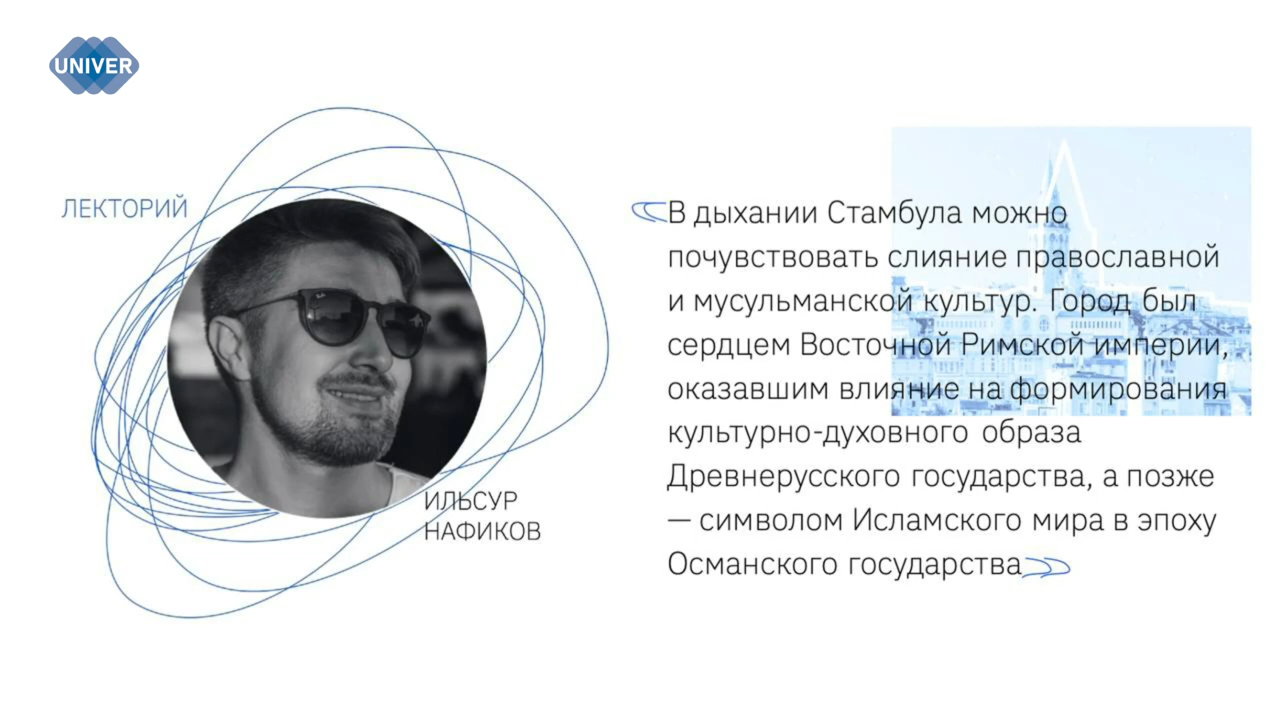 UNIVER
ЛЕКТОРИЙ
ИЛЬСУР
НАФИКОВ
В дыхании Стамбула можно
почувствовать слияние православной
и мусульманской культур. Город был
сердцем Восточной Римской империи,
оказавшим влияние на формирования
культурно-духовного образа
Древнерусского государства, а позже
— символом Исламского мира в эпоху
Османского государства